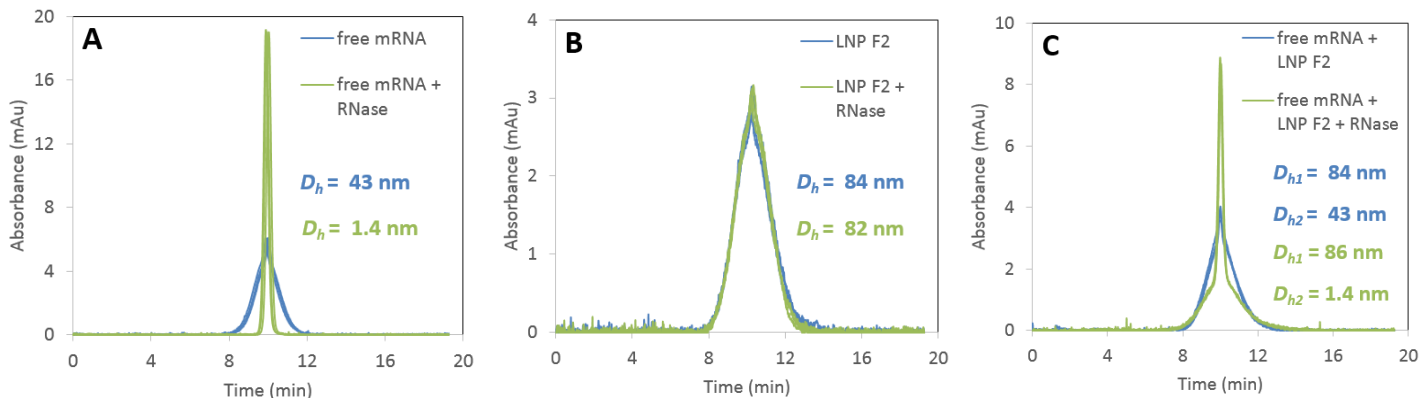 A
20
16
12
8
4
0
Absorbance (mAu)
0 4 8 12 16 20
Time (min)
free mRNA
free mRNA +
RNase
Dh = 43 nm
Dh = 1.4 nm
B
4
3
2
1
0
Absorbance (mAu)
0 4 8 12 16 20
Time (min)
LNP F2
LNP F2 +
RNase
Dh = 84 nm
Dh = 82 nm
C
10
8
6
4
2
0
Absorbance (mAu)
0 4 8 12 16 20
Time (min)
free mRNA +
LNP F2
free mRNA +
LNP F2 + RNase
Dh1 = 84 nm
Dh2 = 43 nm
Dh1 = 86 nm
Dh2 = 1.4 nm